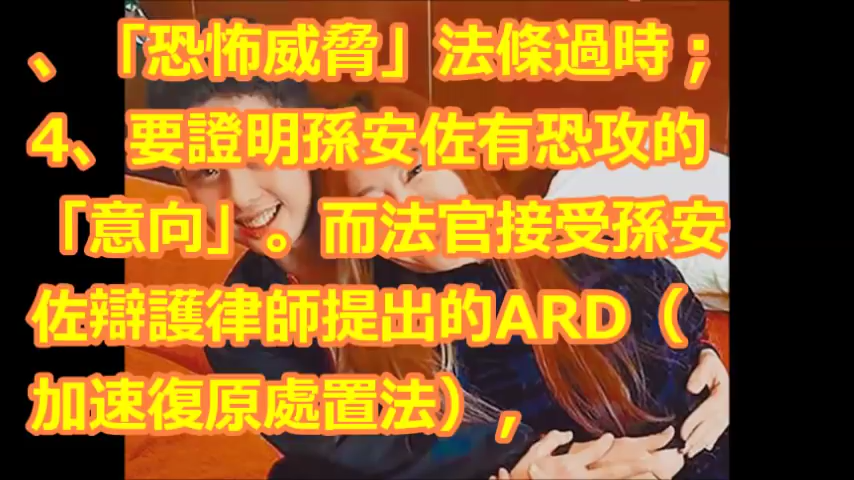 、「恐怖威脅」法條過時；
4、要證明孫安佐有恐攻的
「意向」。而法官接受孫安
佐辯護律師提出的ARD（
加速復原處置法），